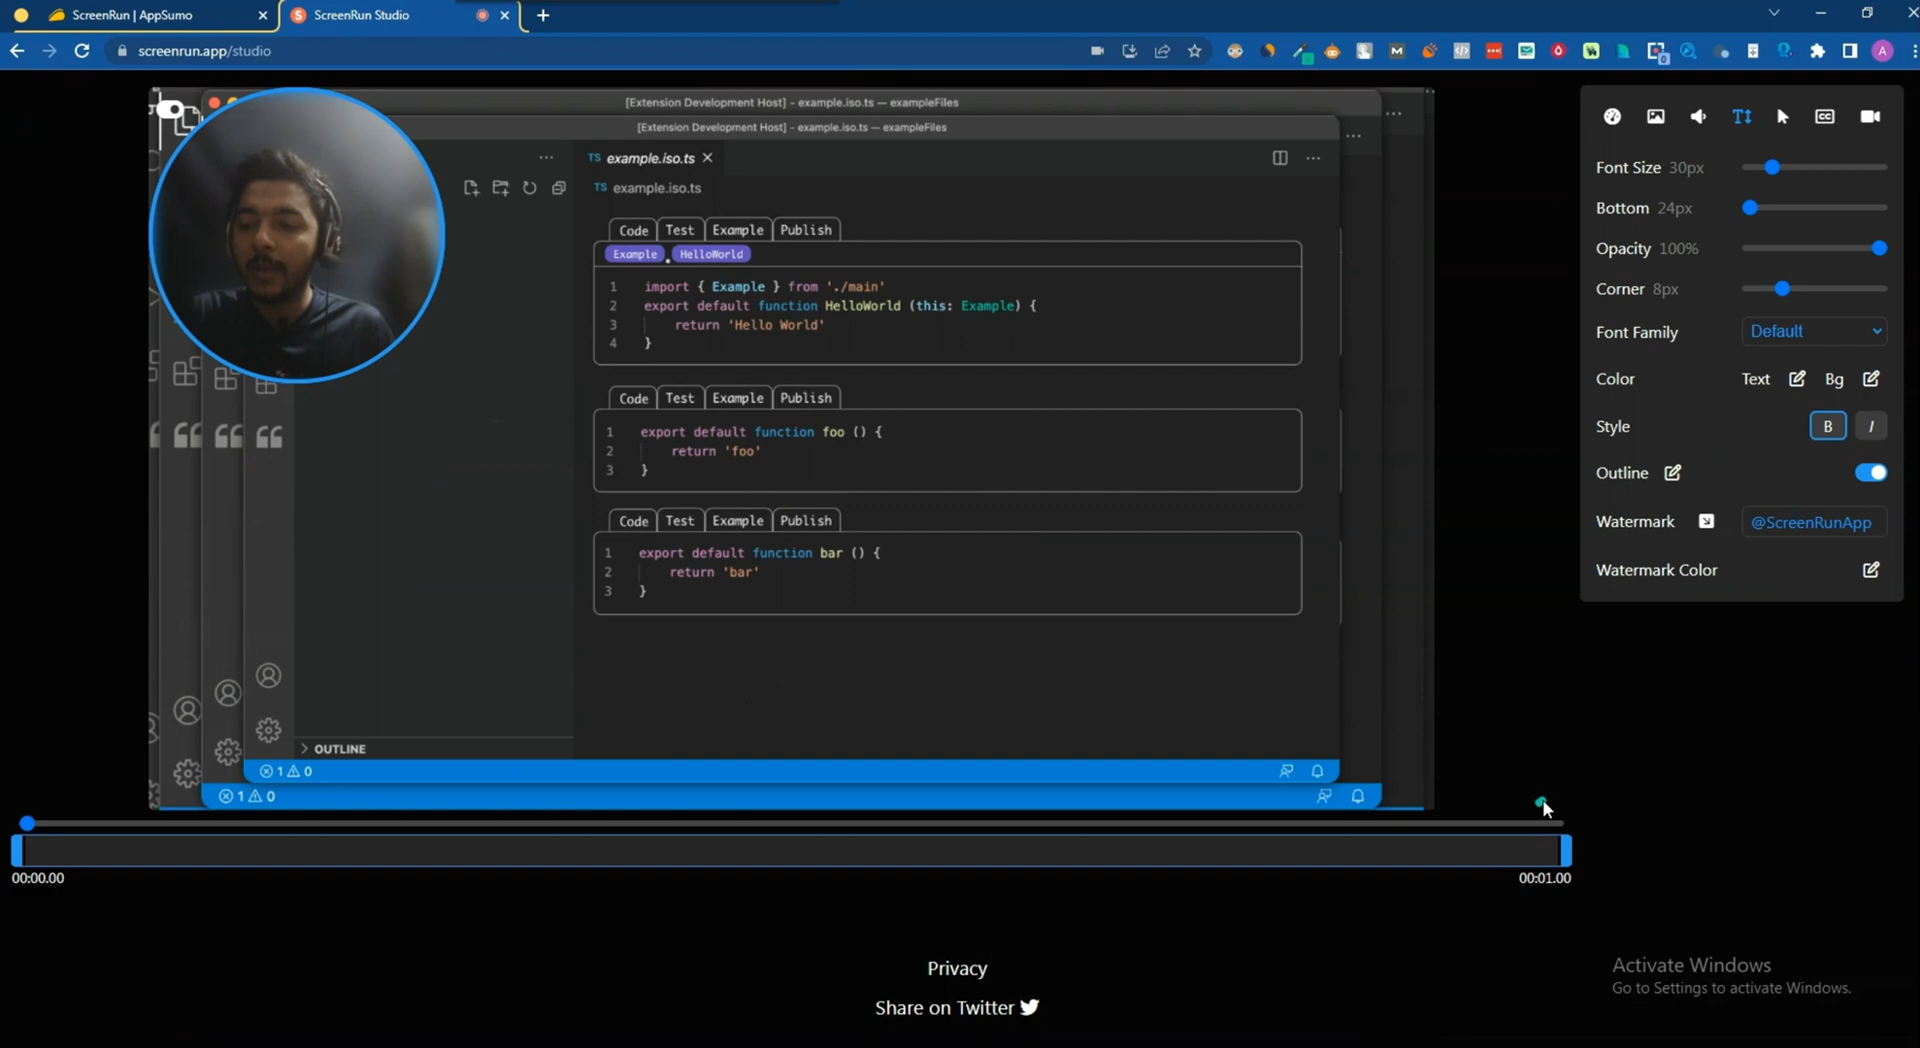 ScreenRun | AppSumo
ScreenRun Studio
screenrun.app/studio
[Extension Development Host] - example.iso.ts — exampleFiles
[Extension Development Host] - example.iso.ts — exampleFiles
TS example.iso.ts
TS example.iso.ts
Code Test Example Publish
Example . HelloWorld
1 import { Example } from './main'
2 export default function HelloWorld (this: Example) {
3 return 'Hello World'
4 }
Code Test Example Publish
1 export default function foo () {
2 return 'foo'
3 }
Code Test Example Publish
1 export default function bar () {
2 return 'bar'
3 }
OUTLINE
1 0
1 0
00:00.00
00:01.00
Font Size 30px
Bottom 24px
Opacity 100%
Corner 8px
Font Family Default
Color Text Bg
Style B I
Outline
Watermark @ScreenRunApp
Watermark Color
Privacy
Share on Twitter
Activate Windows
Go to Settings to activate Windows.